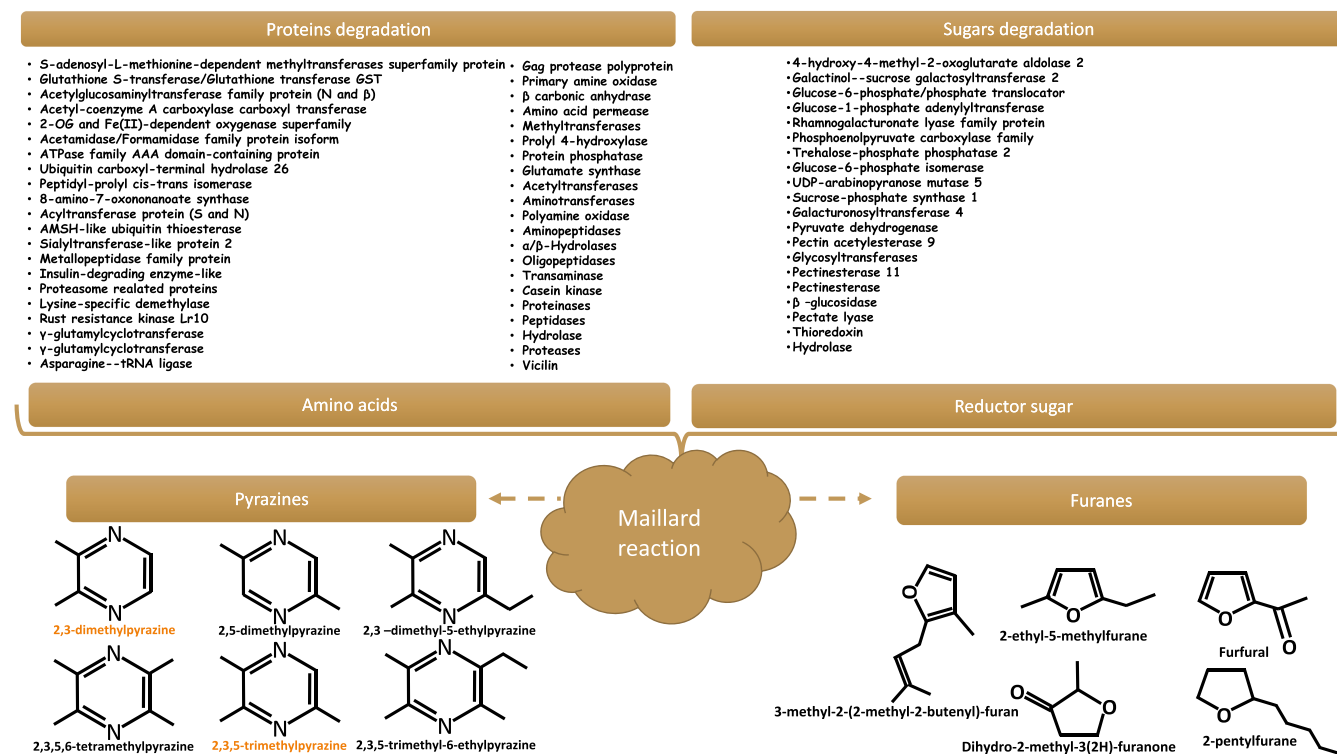 Proteins degradation
• S-adenosyl-L-methionine-dependent methyltransferases superfamily protein
• Glutathione S-transferase/Glutathione transferase GST
• Acetylglucosaminyltransferase family protein (N and β)
• Acetyl-coenzyme A carboxylase carboxyl transferase
• 2-OG and Fe(II)-dependent oxygenase superfamily
• Acetamidase/Formamidase family protein isoform
• ATPase family AAA domain-containing protein
• Ubiquitin carboxyl-terminal hydrolase 26
• Peptidyl-prolyl cis-trans isomerase
• 8-amino-7-oxononanoate synthase
• Acyltransferase protein (S and N)
• AMSH-like ubiquitin thioesterase
• Sialyltransferase-like protein 2
• Metallopeptidase family protein
• Insulin-degrading enzyme-like
• Proteasome realated proteins
• Lysine-specific demethylase
• Rust resistance kinase Lr10
• γ-glutamylcyclotransferase
• γ-glutamylcyclotransferase
• Asparagine--tRNA ligase
• Gag protease polyprotein
• Primary amine oxidase
• β carbonic anhydrase
• Amino acid permease
• Methyltransferases
• Prolyl 4-hydroxylase
• Protein phosphatase
• Glutamate synthase
• Acetyltransferases
• Aminotransferases
• Polyamine oxidase
• Aminopeptidases
• α/β-Hydrolases
• Oligopeptidases
• Transaminase
• Casein kinase
• Proteinases
• Peptidases
• Hydrolase
• Proteases
• Vicilin
Sugars degradation
•4-hydroxy-4-methyl-2-oxoglutarate aldolase 2
•Galactinol--sucrose galactosyltransferase 2
•Glucose-6-phosphate/phosphate translocator
•Glucose-1-phosphate adenylyltransferase
•Rhamnogalacturonate lyase family protein
•Phosphoenolpyruvate carboxylase family
•Trehalose-phosphate phosphatase 2
•Glucose-6-phosphate isomerase
•UDP-arabinopyranose mutase 5
•Sucrose-phosphate synthase 1
•Galacturonosyltransferase 4
•Pyruvate dehydrogenase
•Pectin acetylesterase 9
•Glycosyltransferases
•Pectinesterase 11
•Pectinesterase
•β -glucosidase
•Pectate lyase
•Thioredoxin
•Hydrolase
Amino acids
Reductor sugar
Maillard
reaction
Pyrazines
N
N
2,3-dimethylpyrazine
N
N
2,5-dimethylpyrazine
N
N
2,3 –dimethyl-5-ethylpyrazine
N
N
2,3,5,6-tetramethylpyrazine
N
N
2,3,5-trimethylpyrazine
N
N
2,3,5-trimethyl-6-ethylpyrazine
Furanes
O
3-methyl-2-(2-methyl-2-butenyl)-furan
O
2-ethyl-5-methylfurane
O
O
Furfural
O
O
Dihydro-2-methyl-3(2H)-furanone
O
2-pentylfurane